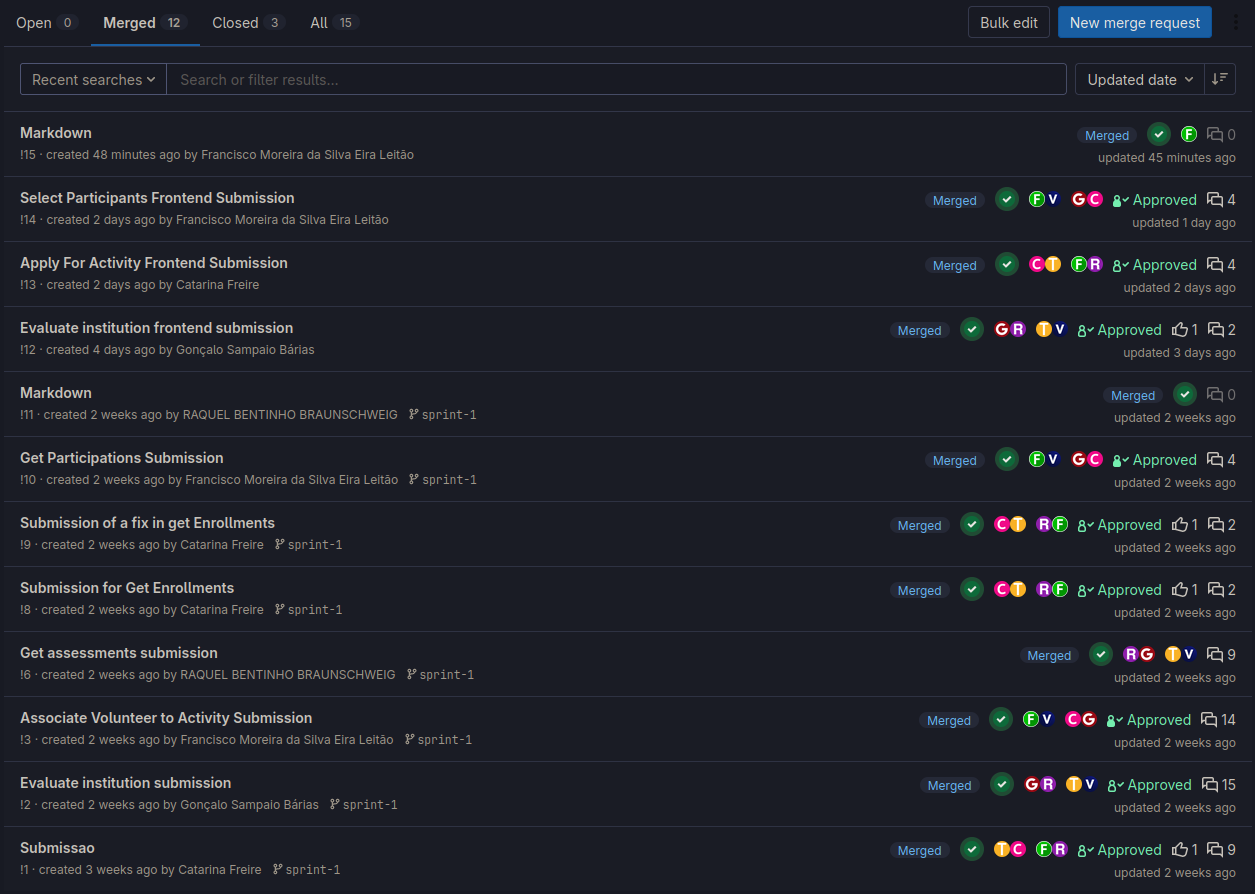 Open 0 Merged 12 Closed 3 All 15 Bulk edit New merge request
Recent searches Search or filter results... Updated date
Markdown Merged F 0
!15 · created 48 minutes ago by Francisco Moreira da Silva Eira Leitão updated 45 minutes ago
Select Participants Frontend Submission Merged F V G C Approved 4
!14 · created 2 days ago by Francisco Moreira da Silva Eira Leitão updated 1 day ago
Apply For Activity Frontend Submission Merged C T F R Approved 4
!13 · created 2 days ago by Catarina Freire updated 2 days ago
Evaluate institution frontend submission Merged G R T V Approved 1 2
!12 · created 4 days ago by Gonçalo Sampaio Bárias updated 3 days ago
Markdown Merged 0
!11 · created 2 weeks ago by RAQUEL BENTINHO BRAUNSCHWEIG sprint-1 updated 2 weeks ago
Get Participations Submission Merged F V G C Approved 4
!10 · created 2 weeks ago by Francisco Moreira da Silva Eira Leitão sprint-1 updated 2 weeks ago
Submission of a fix in get Enrollments Merged C T R F Approved 1 2
!9 · created 2 weeks ago by Catarina Freire sprint-1 updated 2 weeks ago
Submission for Get Enrollments Merged C T R F Approved 1 2
!8 · created 2 weeks ago by Catarina Freire sprint-1 updated 2 weeks ago
Get assessments submission Merged R G T V 9
!6 · created 2 weeks ago by RAQUEL BENTINHO BRAUNSCHWEIG sprint-1 updated 2 weeks ago
Associate Volunteer to Activity Submission Merged F V C G Approved 14
!3 · created 2 weeks ago by Francisco Moreira da Silva Eira Leitão sprint-1 updated 2 weeks ago
Evaluate institution submission Merged G R T V Approved 15
!2 · created 2 weeks ago by Gonçalo Sampaio Bárias sprint-1 updated 2 weeks ago
Submissao Merged T C F R Approved 1 9
!1 · created 3 weeks ago by Catarina Freire sprint-1 updated 2 weeks ago